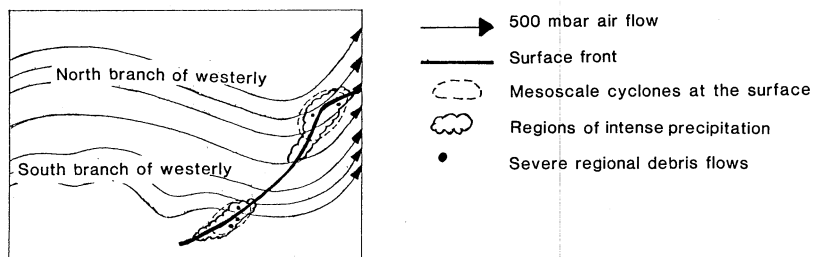 North branch of westerly
South branch of westerly
500 mbar air flow
Surface front
Mesoscale cyclones at the surface
Regions of intense precipitation
Severe regional debris flows